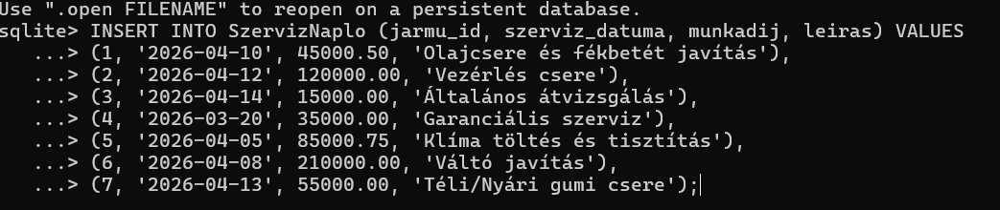 Use ".open FILENAME" to reopen on a persistent database.
sqlite> INSERT INTO SzervizNaplo (jarmu_id, szerviz_datuma, munkadij, leiras) VALUES
   ...> (1, '2026-04-10', 45000.50, 'Olajcsere és fékbetét javítás'),
   ...> (2, '2026-04-12', 120000.00, 'Vezérlés csere'),
   ...> (3, '2026-04-14', 15000.00, 'Általános átvizsgálás'),
   ...> (4, '2026-03-20', 35000.00, 'Garanciális szerviz'),
   ...> (5, '2026-04-05', 85000.75, 'Klíma töltés és tisztítás'),
   ...> (6, '2026-04-08', 210000.00, 'Váltó javítás'),
   ...> (7, '2026-04-13', 55000.00, 'Téli/Nyári gumi csere');